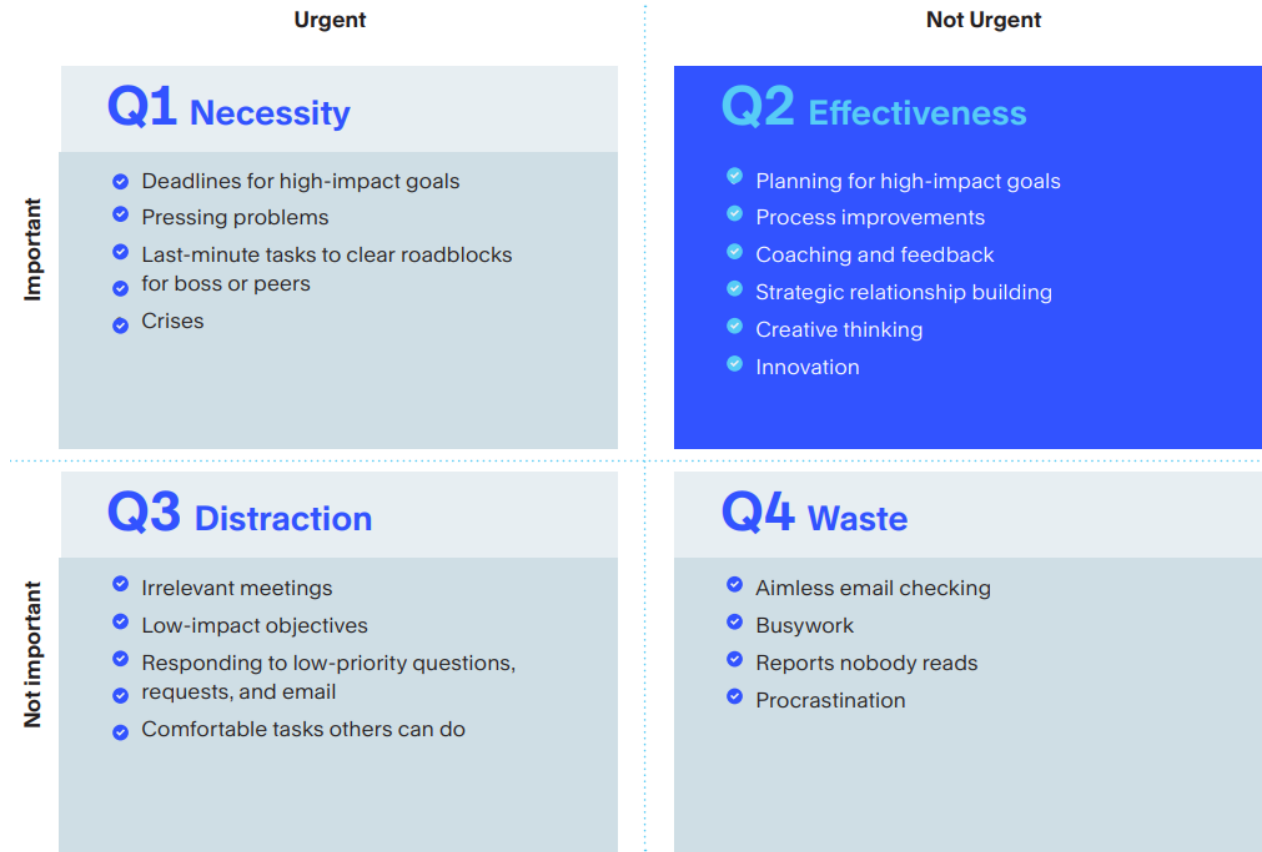 Urgent
Not Urgent
Important
Q1 Necessity
Deadlines for high-impact goals
Pressing problems
Last-minute tasks to clear roadblocks
for boss or peers
Crises
Q2 Effectiveness
Planning for high-impact goals
Process improvements
Coaching and feedback
Strategic relationship building
Creative thinking
Innovation
Not important
Q3 Distraction
Irrelevant meetings
Low-impact objectives
Responding to low-priority questions,
requests, and email
Comfortable tasks others can do
Q4 Waste
Aimless email checking
Busywork
Reports nobody reads
Procrastination